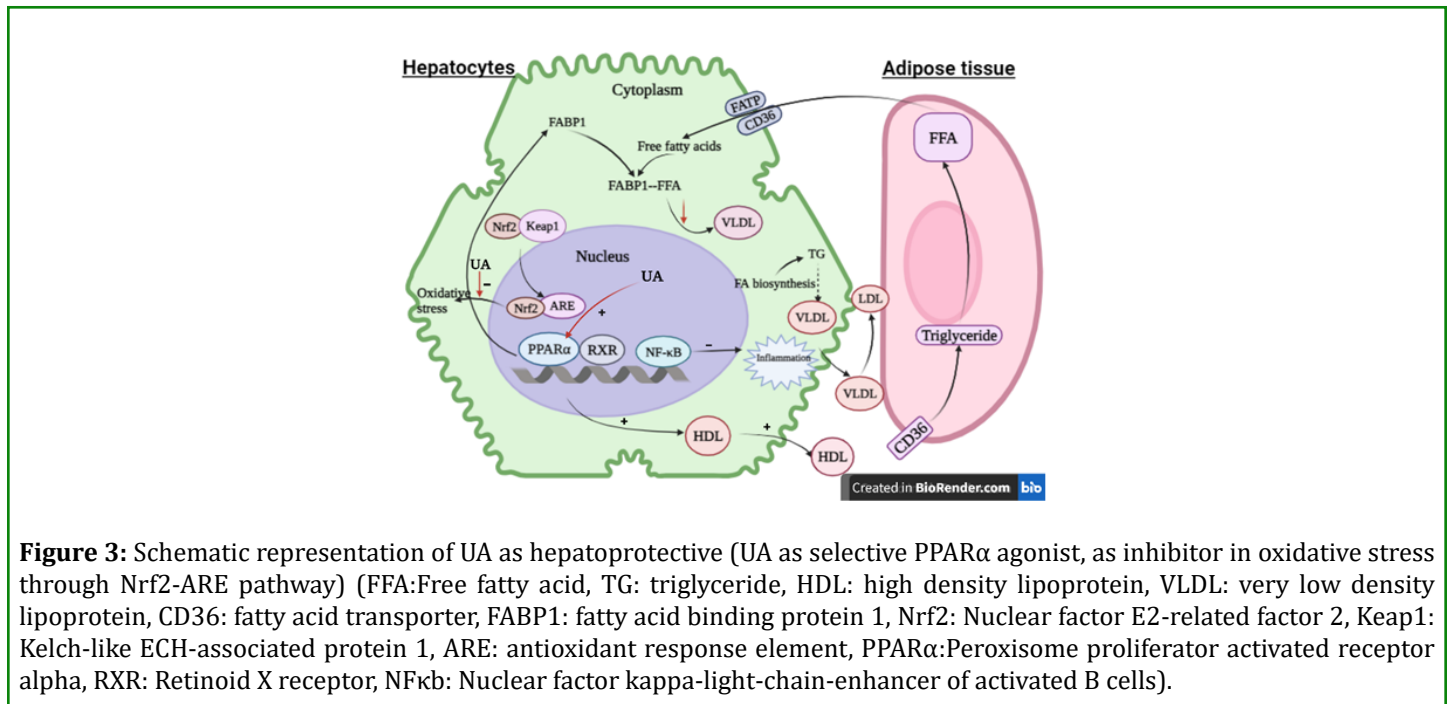 Hepatocytes
Adipose tissue
Cytoplasm
FATP
CD36
FABP1
Free fatty acids
FFA
FABP1--FFA
Nrf2
Keap1
VLDL
Nucleus
TG
UA
UA
FA biosynthesis
–
Oxidative
stress
Nrf2
ARE
+
LDL
VLDL
Triglyceride
PPARα
RXR
NF-κB
–
Inflammation
VLDL
+
HDL
+
HDL
CD36
Created in BioRender.com bio
Figure 3: Schematic representation of UA as hepatoprotective (UA as selective PPARα agonist, as inhibitor in oxidative stress
through Nrf2-ARE pathway) (FFA:Free fatty acid, TG: triglyceride, HDL: high density lipoprotein, VLDL: very low density
lipoprotein, CD36: fatty acid transporter, FABP1: fatty acid binding protein 1, Nrf2: Nuclear factor E2-related factor 2, Keap1:
Kelch-like ECH-associated protein 1, ARE: antioxidant response element, PPARα:Peroxisome proliferator activated receptor
alpha, RXR: Retinoid X receptor, NFκb: Nuclear factor kappa-light-chain-enhancer of activated B cells).